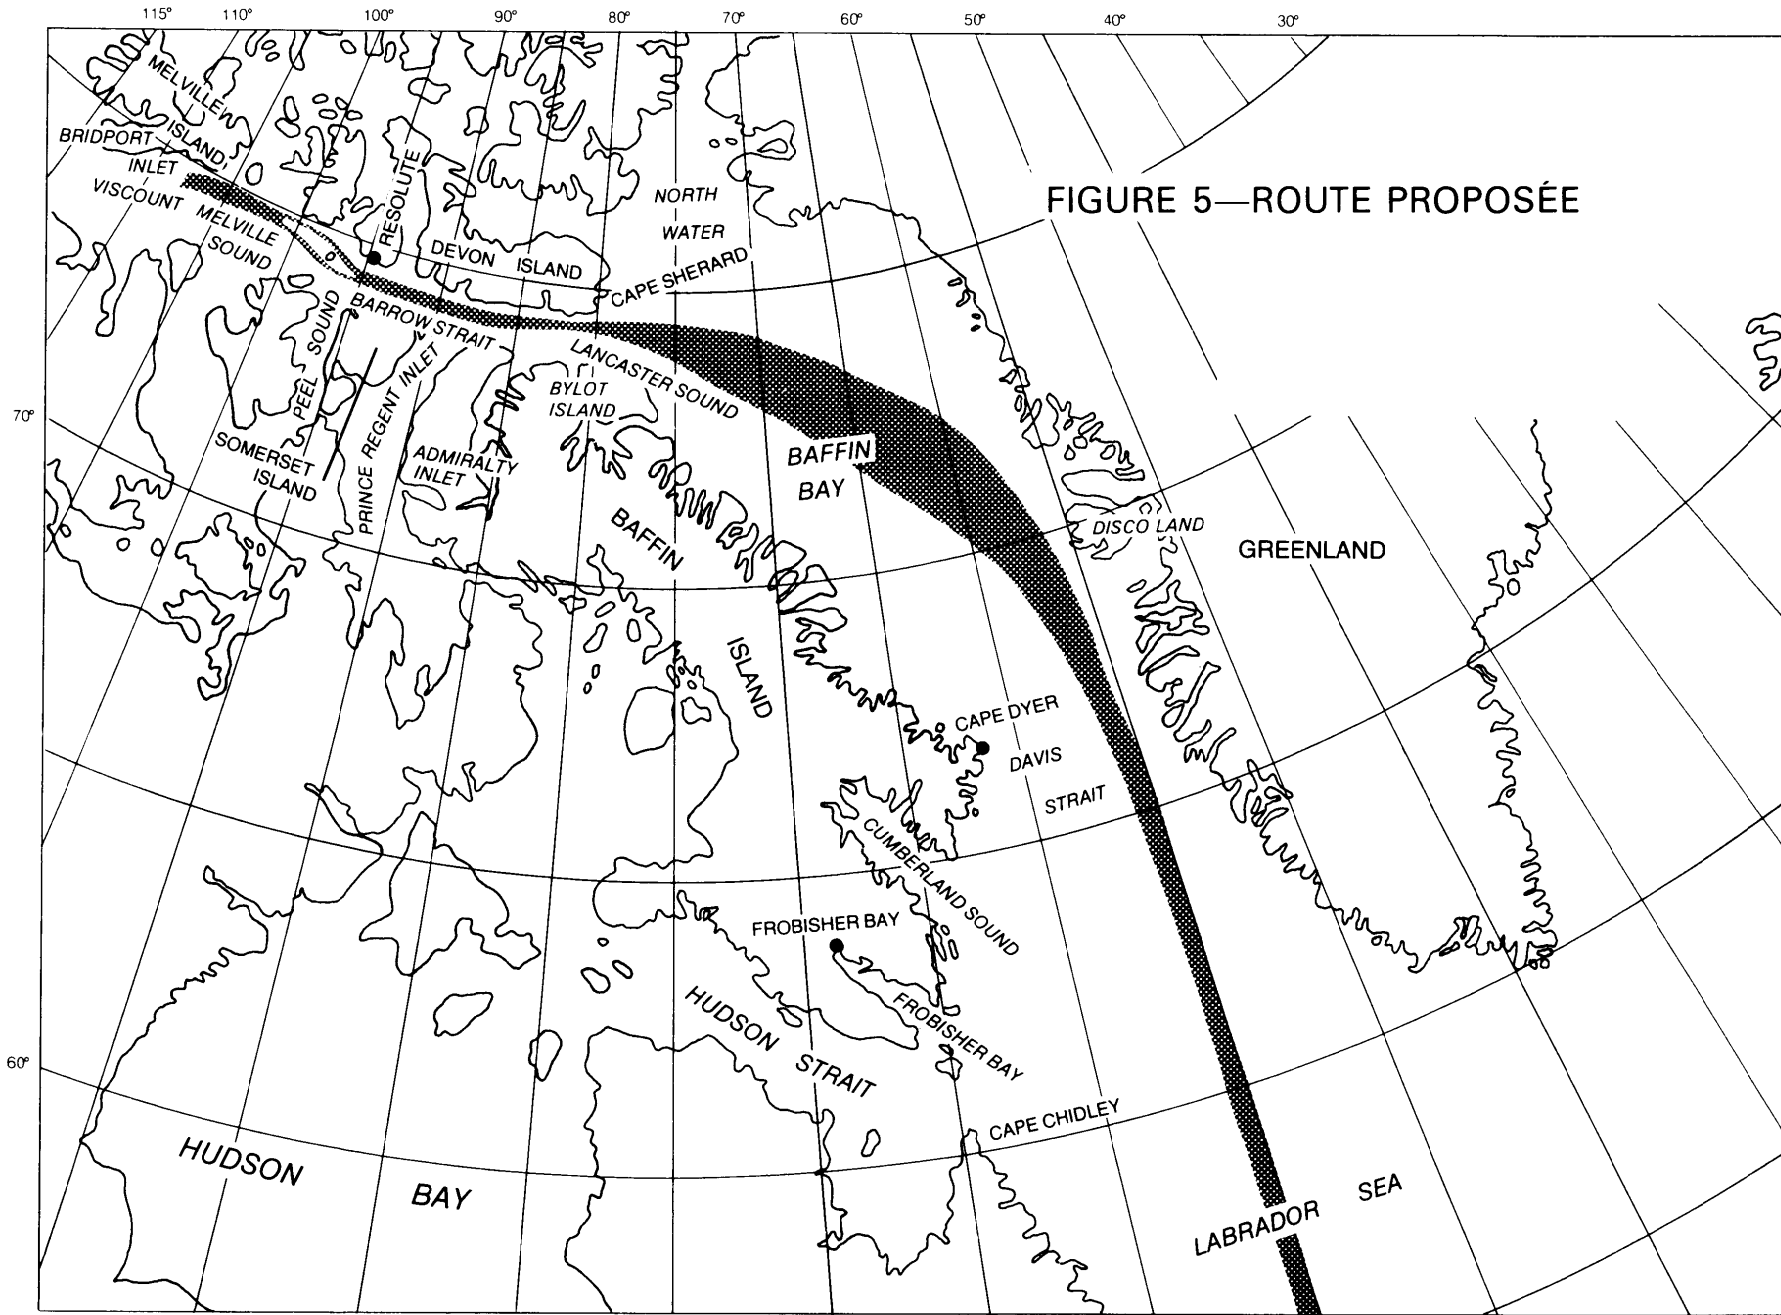 115° 110° 100° 90° 80° 70° 60° 50° 40° 30°
MELVILLE
ISLAND
BRIDPORT
INLET
VISCOUNT MELVILLE
SOUND
RESOLUTE
NORTH
WATER
FIGURE 5—ROUTE PROPOSÉE
DEVON ISLAND
CAPE SHERARD
BARROW STRAIT
PEEL SOUND
LANCASTER SOUND
BYLOT
ISLAND
PRINCE REGENT INLET
70°
SOMERSET
ISLAND
ADMIRALTY
INLET
BAFFIN
BAY
BAFFIN
ISLAND
DISCO LAND
GREENLAND
CAPE DYER
DAVIS
STRAIT
CUMBERLAND SOUND
FROBISHER BAY
FROBISHER BAY
HUDSON
STRAIT
60°
CAPE CHIDLEY
HUDSON
BAY
LABRADOR
SEA